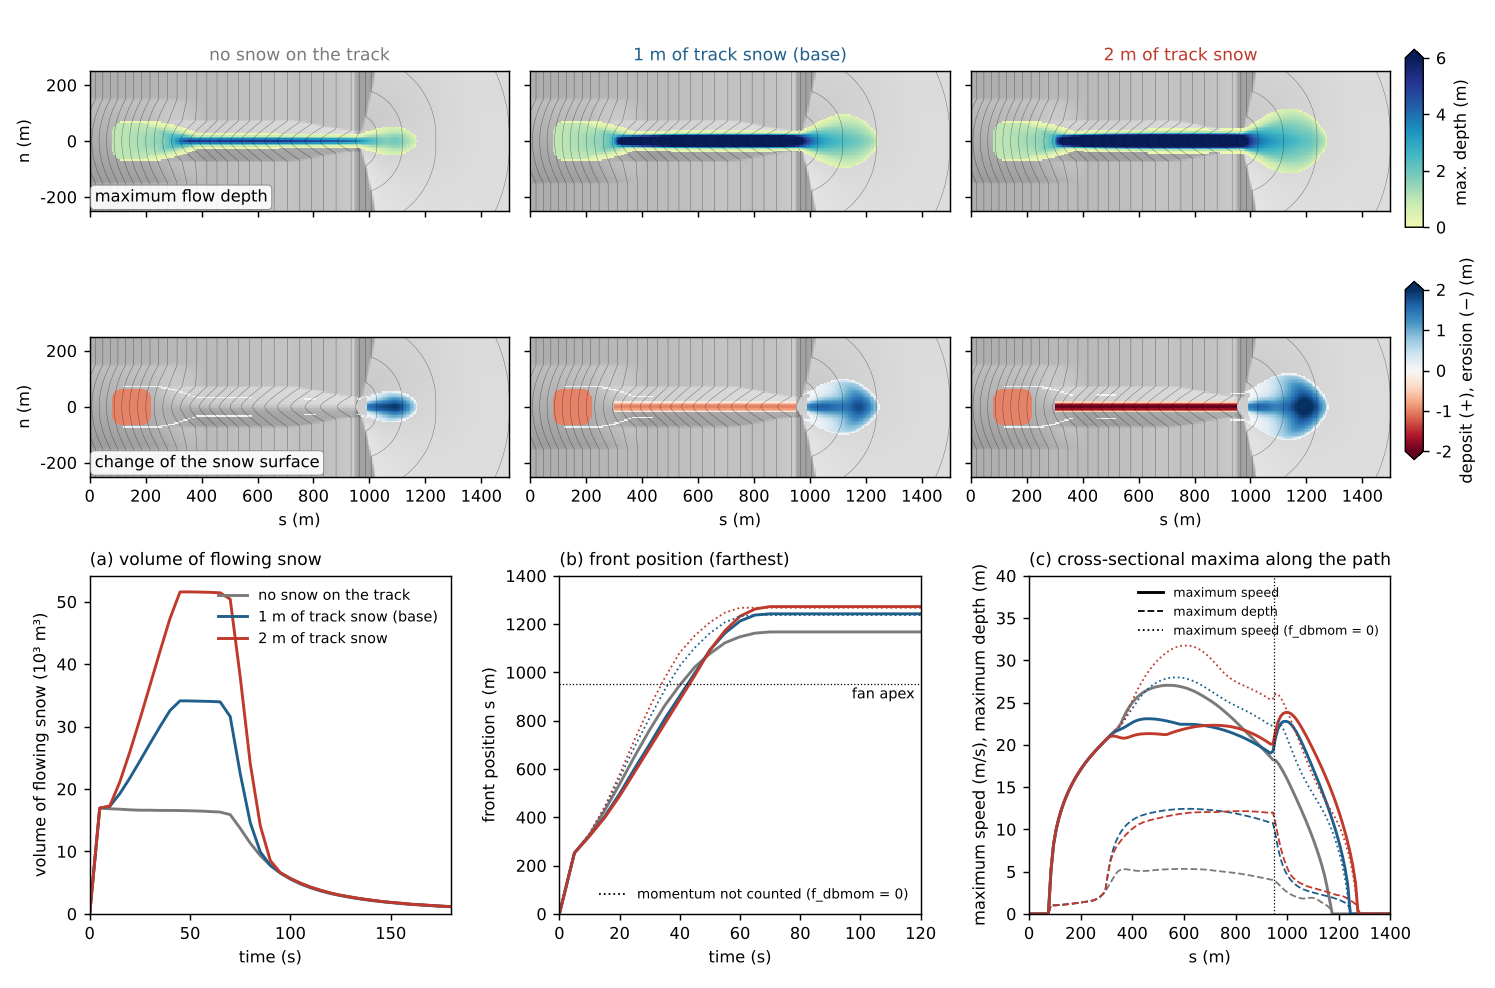 no snow on the track
1 m of track snow (base)
2 m of track snow
200
0
-200
n (m)
maximum flow depth
6
4
2
0
max. depth (m)
200
0
-200
n (m)
change of the snow surface
0 200 400 600 800 1000 1200 1400
s (m)
0 200 400 600 800 1000 1200 1400
s (m)
0 200 400 600 800 1000 1200 1400
s (m)
2
1
0
-1
-2
deposit (+), erosion (−) (m)
(a) volume of flowing snow
volume of flowing snow (10³ m³)
50
40
30
20
10
0
no snow on the track
1 m of track snow (base)
2 m of track snow
0 50 100 150
time (s)
(b) front position (farthest)
front position s (m)
1400
1200
1000
800
600
400
200
0
fan apex
momentum not counted (f_dbmom = 0)
0 20 40 60 80 100 120
time (s)
(c) cross-sectional maxima along the path
maximum speed (m/s), maximum depth (m)
40
35
30
25
20
15
10
5
0
maximum speed
maximum depth
maximum speed (f_dbmom = 0)
0 200 400 600 800 1000 1200 1400
s (m)